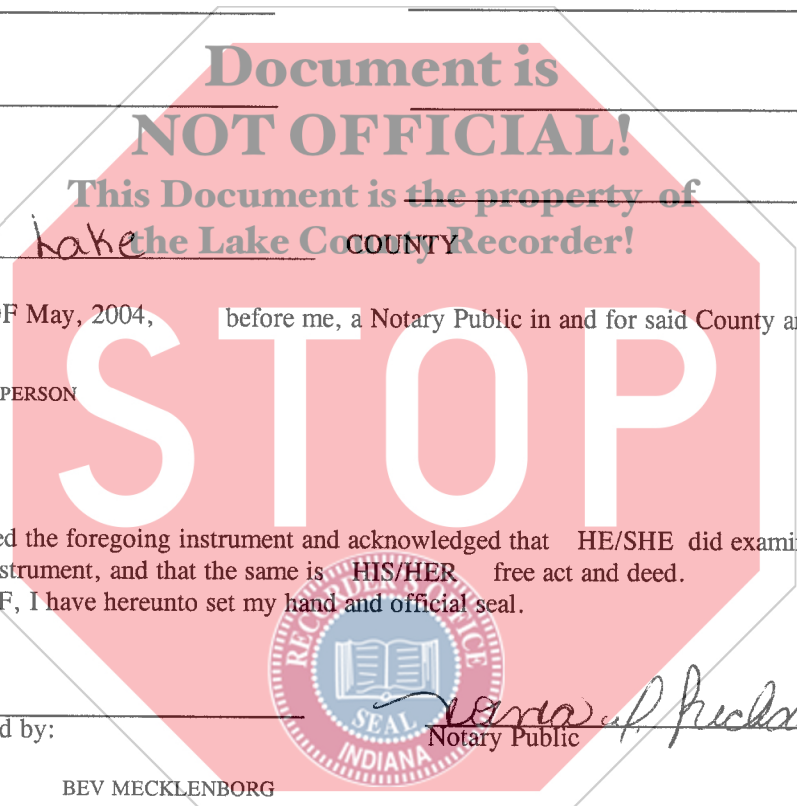 Document is
NOT OFFICIAL!
This Document is the property of
the Lake County Recorder!
Lake COUNTY
F May, 2004, before me, a Notary Public in and for said County a
PERSON
STOP
ed the foregoing instrument and acknowledged that HE/SHE did exami
strument, and that the same is HIS/HER free act and deed.
F, I have hereunto set my hand and official seal.
RECORDER'S OFFICE
SEAL
INDIANA
Notary Public
d by:
BEV MECKLENBORG